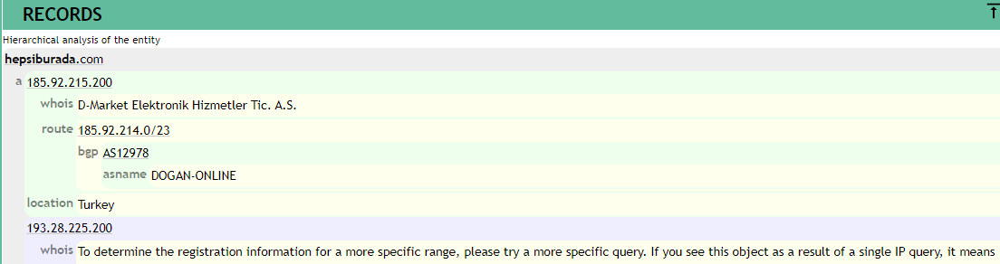 RECORDS
Hierarchical analysis of the entity
hepsiburada.com
a 185.92.215.200
whois D-Market Elektronik Hizmetler Tic. A.S.
route 185.92.214.0/23
bgp AS12978
asname DOGAN-ONLINE
location Turkey
193.28.225.200
whois To determine the registration information for a more specific range, please try a more specific query. If you see this object as a result of a single IP query, it means